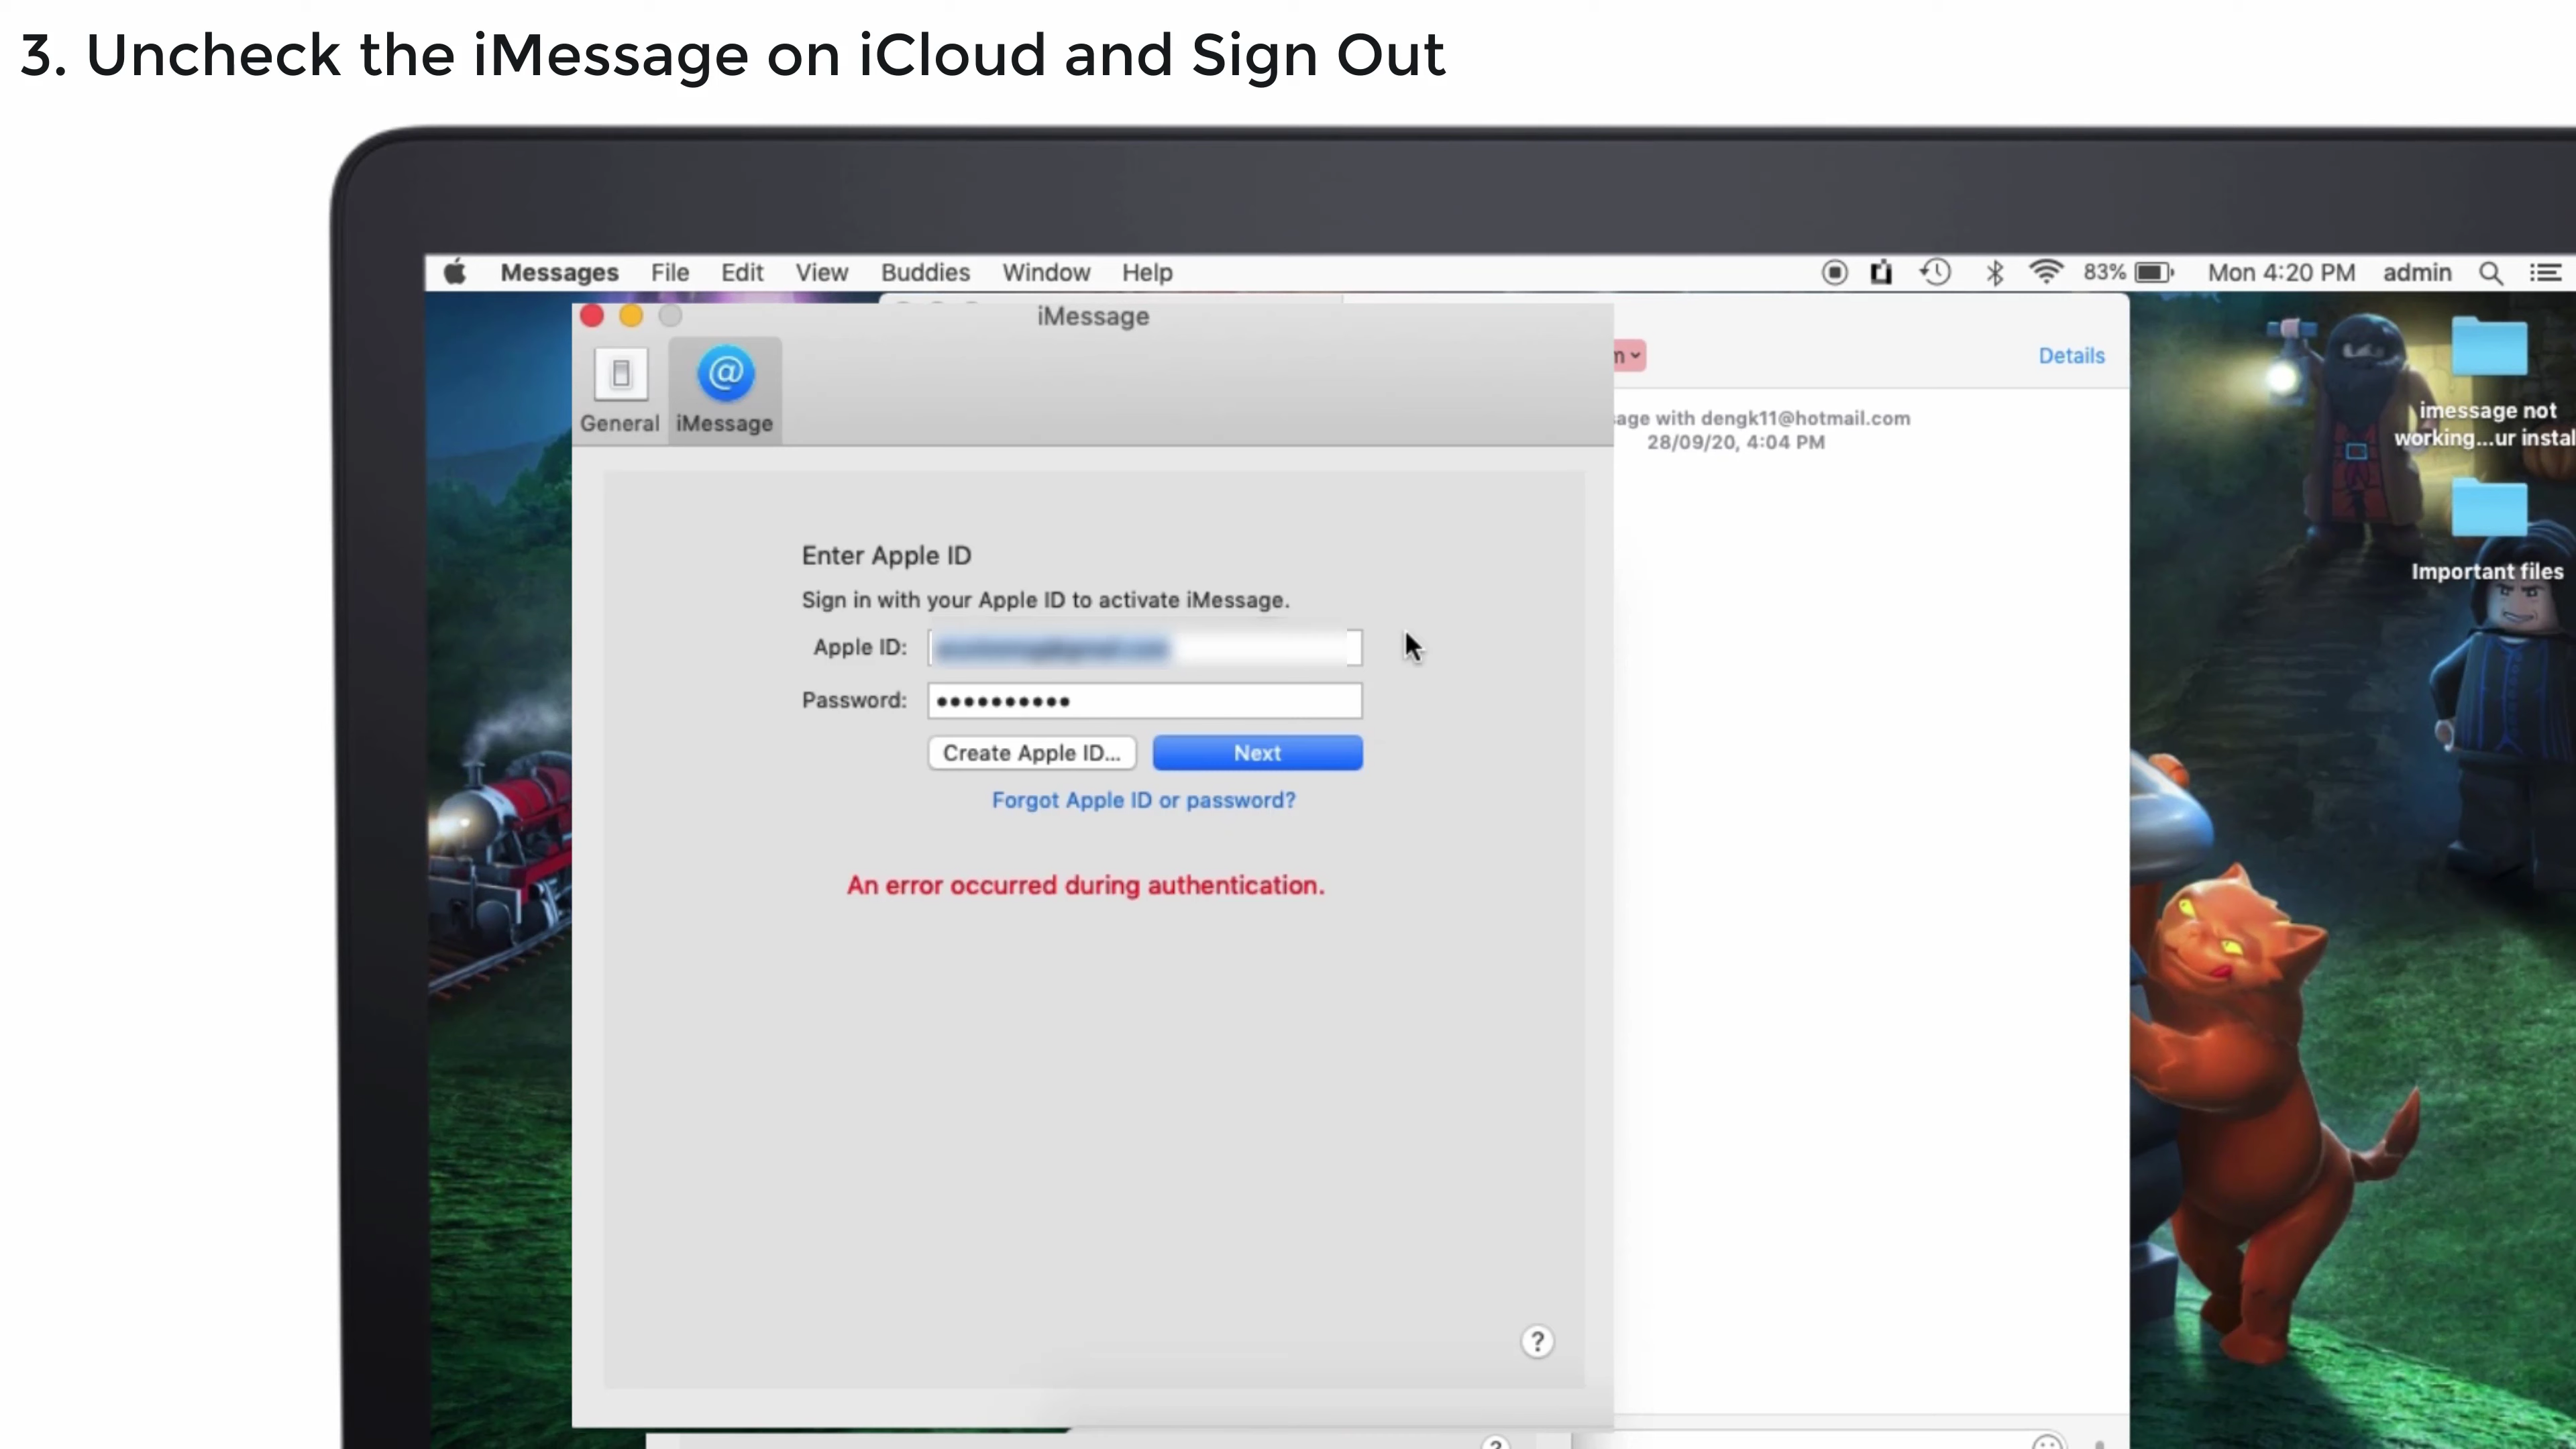 3. Uncheck the iMessage on iCloud and Sign Out
Messages File Edit View Buddies Window Help 83% Mon 4:20 PM admin
iMessage
General iMessage
Details
age with dengk11@hotmail.com
28/09/20, 4:04 PM
imessage not
working...ur instal
Important files
Enter Apple ID
Sign in with your Apple ID to activate iMessage.
Apple ID:
Password: ••••••••••
Create Apple ID... Next
Forgot Apple ID or password?
An error occurred during authentication.
?